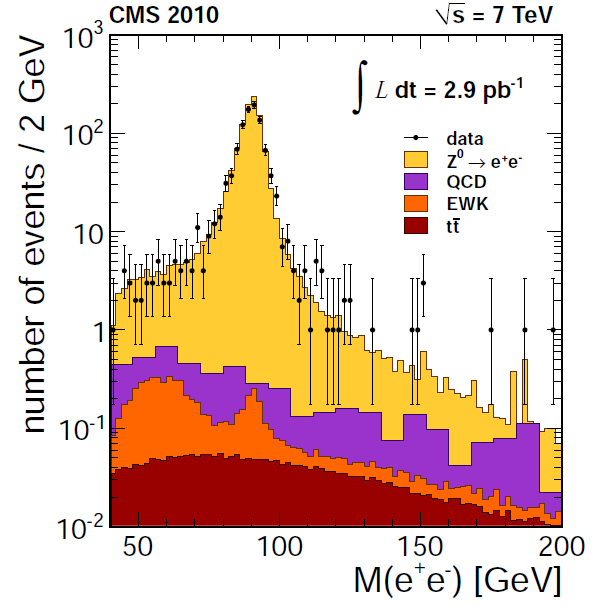 CMS 2010
√s = 7 TeV
∫ L dt = 2.9 pb⁻¹
data
Z⁰ → e⁺e⁻
QCD
EWK
tt̄
number of events / 2 GeV
10³
10²
10
1
10⁻¹
10⁻²
50 100 150 200
M(e⁺e⁻) [GeV]